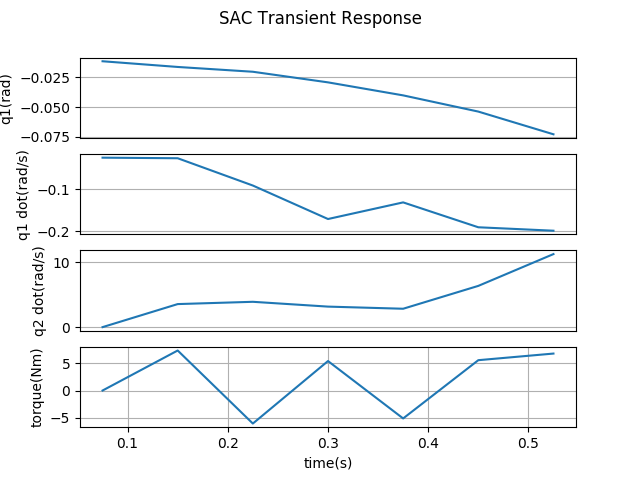 SAC Transient Response
q1(rad)
−0.025
−0.050
−0.075
q1 dot(rad/s)
−0.1
−0.2
q2 dot(rad/s)
10
0
torque(Nm)
5
0
−5
0.1 0.2 0.3 0.4 0.5
time(s)